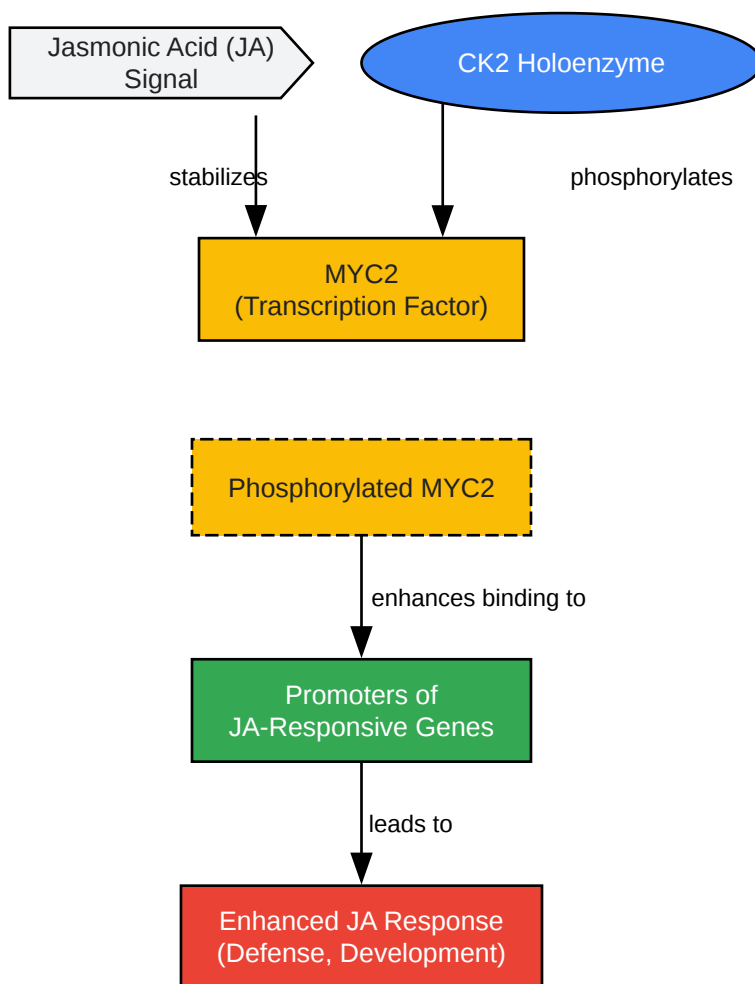 Jasmonic Acid (JA)
Signal
CK2 Holoenzyme
stabilizes
phosphorylates
MYC2
(Transcription Factor)
Phosphorylated MYC2
enhances binding to
Promoters of
JA-Responsive Genes
leads to
Enhanced JA Response
(Defense, Development)